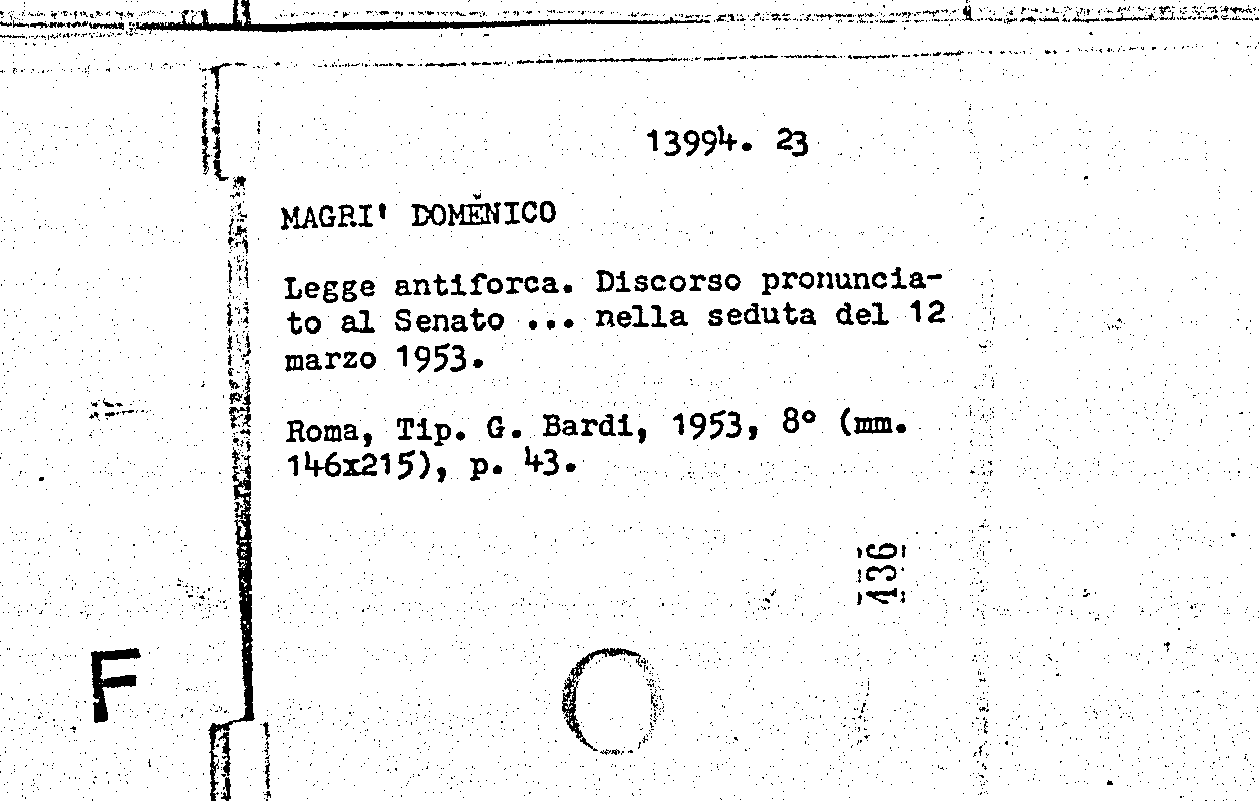 13994. 23
MAGRI' DOMENICO
Legge antiforca. Discorso pronuncia-
to al Senato ... nella seduta del 12
marzo 1953.
Roma, Tip. G. Bardi, 1953, 8° (mm.
146x215), p. 43.
136
F